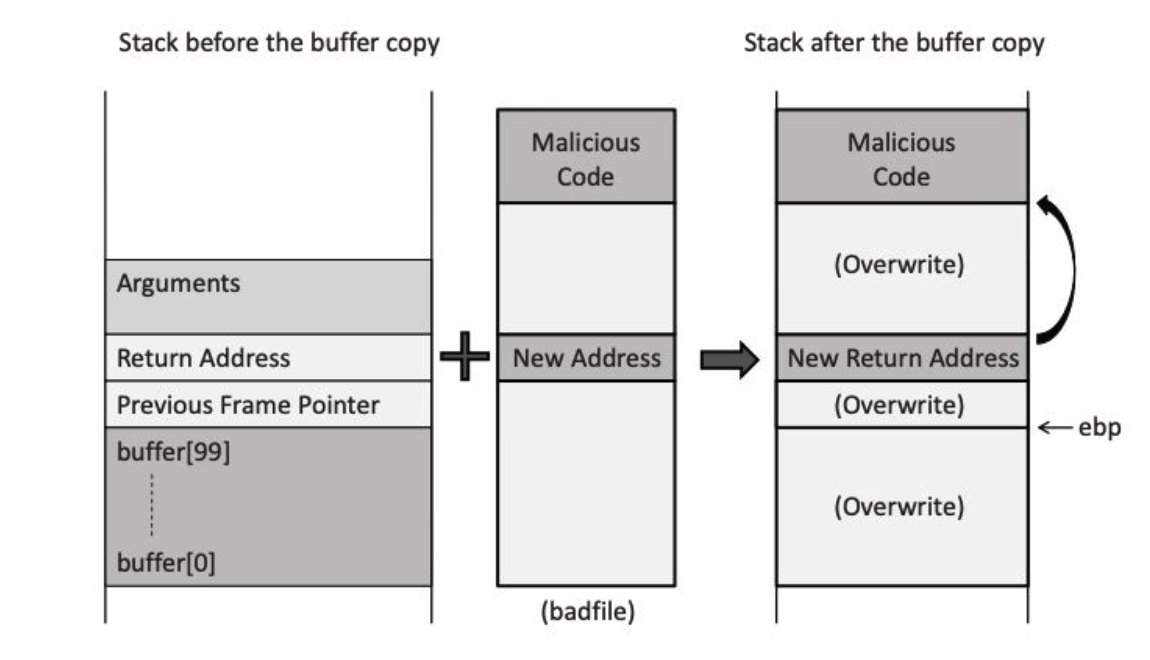 Stack before the buffer copy
Stack after the buffer copy
Arguments
Return Address
Previous Frame Pointer
buffer[99]
buffer[0]
Malicious
Code
New Address
(badfile)
Malicious
Code
(Overwrite)
New Return Address
(Overwrite)
ebp
(Overwrite)